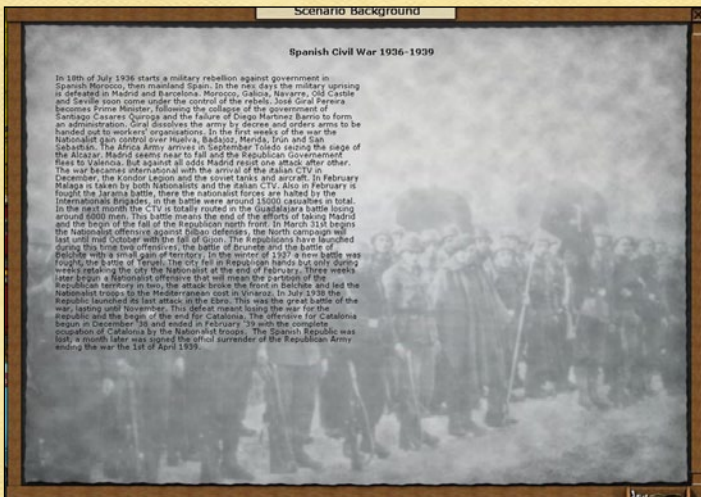 Scenario Background
Spanish Civil War 1936-1939
In 18th of July 1936 starts a military rebellion against government in
Spanish Morocco, then mainland Spain. In the nex days the military uprising
is defeated in Madrid and Barcelona. Morocco, Galicia, Navarre, Old Castile
and Seville soon come under the control of the rebels. José Giral Pereira
becomes Prime Minister, following the collapse of the government of
Santiago Casares Quiroga and the failure of Diego Martinez Barrio to form
an administration. Giral dissolves the army by decree and orders arms to be
handed out to workers' organisations. In the first weeks of the war the
Nationalist gain control over Huelva, Badajoz, Merida, Irún and San
Sebastián. The Africa Army arrives in September Toledo seizing the siege of
the Alcazar. Madrid seems near to fall and the Republican Governement
flees to Valencia. But against all odds Madrid resist one attack after other.
The war became international with the arrival of the italian CTV in
December, the Kondor Legion and the soviet tanks and aircraft. In February
Malaga is taken by both Nationalists and the italian CTV. Also in February is
fought the Jarama battle, there the nationalist forces are halted by the
Internationals Brigades, in the battle were around 15000 casualties in total.
In the next month the CTV is totally routed in the Guadalajara battle losing
around 6000 men. This battle means the end of the efforts of taking Madrid
and the begin of the fall of the Republican north front. In March 31st begins
the Nationalist offensive against Bilbao defenses, the North campaign will
last until mid October with the fall of Gijon. The Republicans have launched
during this time two offensives, the battle of Brunete and the battle of
Belchite with a small gain of territory. In the winter of 1937 a new battle was
fought, the battle of Teruel. The city fell in Republican hands but only during
weeks retaking the city the Nationalist at the end of February. Three weeks
later begun a Nationalist offensive that will mean the partition of the
Republican territory in two, the attack broke the front in Belchite and led the
Nationalist troops to the Mediterranean cost in Vinaroz. In July 1938 the
Republic launched its last attack in the Ebro. This was the great battle of the
war, lasting until November. This defeat meant losing the war for the
Republic and the begin of the end for Catalonia. The offensive for Catalonia
begun in December '38 and ended in February '39 with the complete
ocupation of Catalonia by the Nationalist troops. The Spanish Republic was
lost, a month later was signed the offcil surrender of the Republican Army
ending the war the 1st of April 1939.